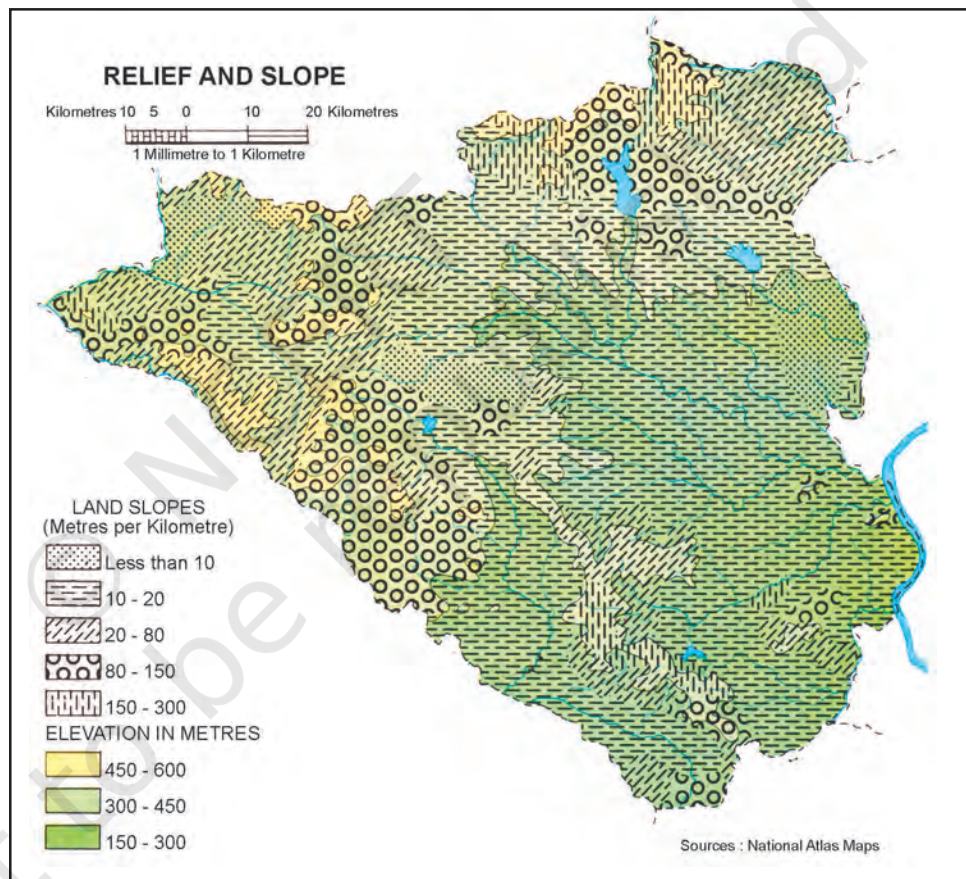 RELIEF AND SLOPE
Kilometres 10 5 0 10 20 Kilometres
1 Millimetre to 1 Kilometre
LAND SLOPES
(Metres per Kilometre)
Less than 10
10 - 20
20 - 80
80 - 150
150 - 300
ELEVATION IN METRES
450 - 600
300 - 450
150 - 300
Sources : National Atlas Maps